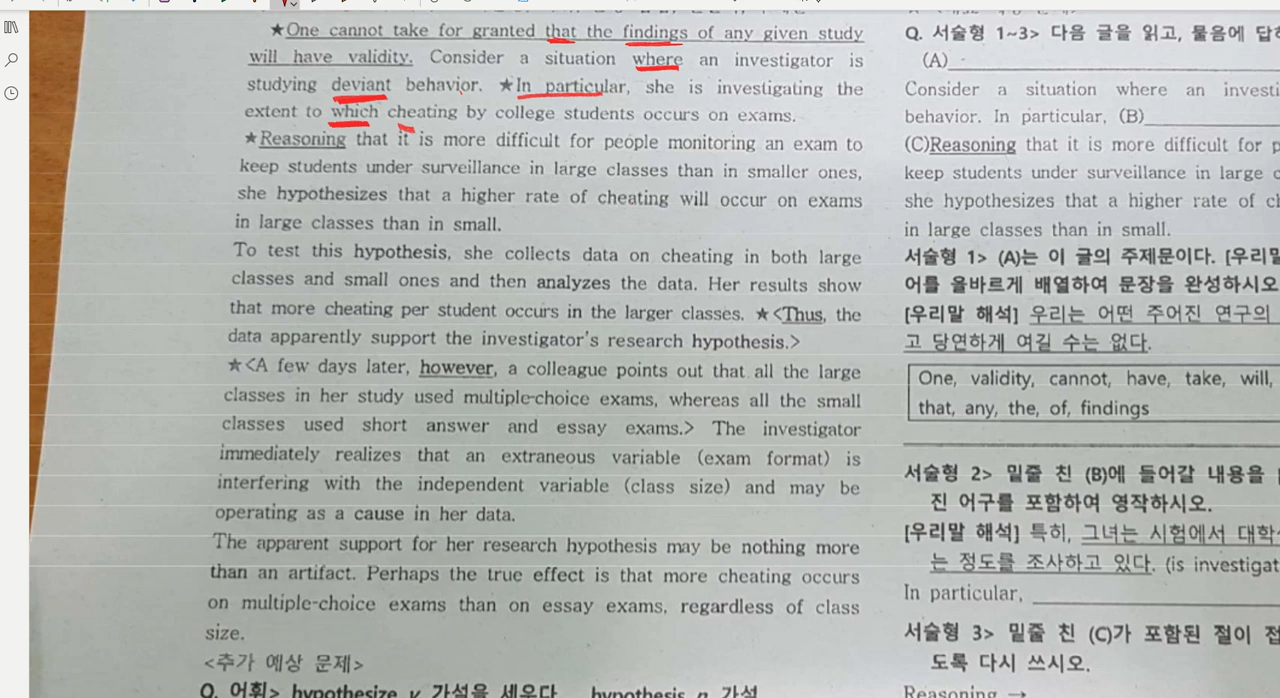 ★One cannot take for granted that the findings of any given study
will have validity. Consider a situation where an investigator is
studying deviant behavior. ★In particular, she is investigating the
extent to which cheating by college students occurs on exams.
★Reasoning that it is more difficult for people monitoring an exam to
keep students under surveillance in large classes than in smaller ones,
she hypothesizes that a higher rate of cheating will occur on exams
in large classes than in small.
To test this hypothesis, she collects data on cheating in both large
classes and small ones and then analyzes the data. Her results show
that more cheating per student occurs in the larger classes. ★<Thus, the
data apparently support the investigator's research hypothesis.>
★<A few days later, however, a colleague points out that all the large
classes in her study used multiple-choice exams, whereas all the small
classes used short answer and essay exams.> The investigator
immediately realizes that an extraneous variable (exam format) is
interfering with the independent variable (class size) and may be
operating as a cause in her data.
The apparent support for her research hypothesis may be nothing more
than an artifact. Perhaps the true effect is that more cheating occurs
on multiple-choice exams than on essay exams, regardless of class
size.
<추가 예상 문제>
Q. 어휘> hypothesize v 가설을 세우다 hypothesis n 가설
Q. 서술형 1~3> 다음 글을 읽고, 물음에 답하
(A)
Consider a situation where an investi
behavior. In particular, (B)
(C)Reasoning that it is more difficult for p
keep students under surveillance in large c
she hypothesizes that a higher rate of ch
in large classes than in small.
서술형 1> (A)는 이 글의 주제문이다. [우리말
어를 올바르게 배열하여 문장을 완성하시오
[우리말 해석] 우리는 어떤 주어진 연구의
고 당연하게 여길 수는 없다.
One, validity, cannot, have, take, will,
that, any, the, of, findings
서술형 2> 밑줄 친 (B)에 들어갈 내용을 [
진 어구를 포함하여 영작하시오.
[우리말 해석] 특히, 그녀는 시험에서 대학
는 정도를 조사하고 있다. (is investigat
In particular,
서술형 3> 밑줄 친 (C)가 포함된 절이 접
도록 다시 쓰시오.
Reasoning →